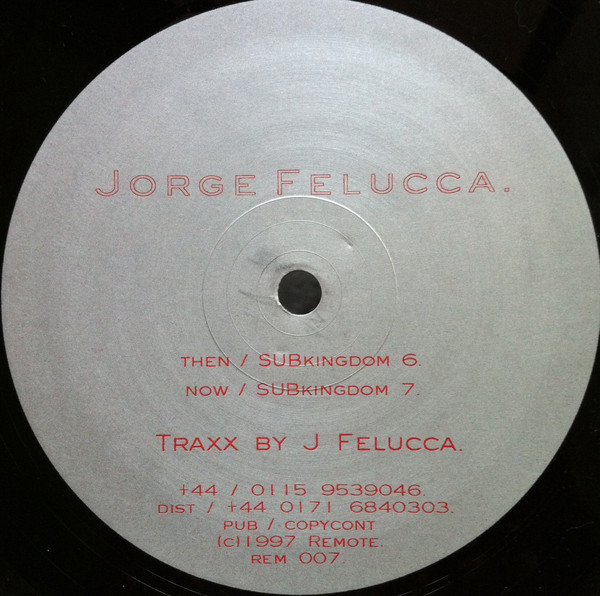 JORGE FELUCCA.
THEN / SUBKINGDOM 6.
NOW / SUBKINGDOM 7.
TRAXX BY J FELUCCA.
+44 / 0115 9539046.
DIST / +44 0171 6840303.
PUB / COPYCONT
(C)1997 REMOTE.
REM 007